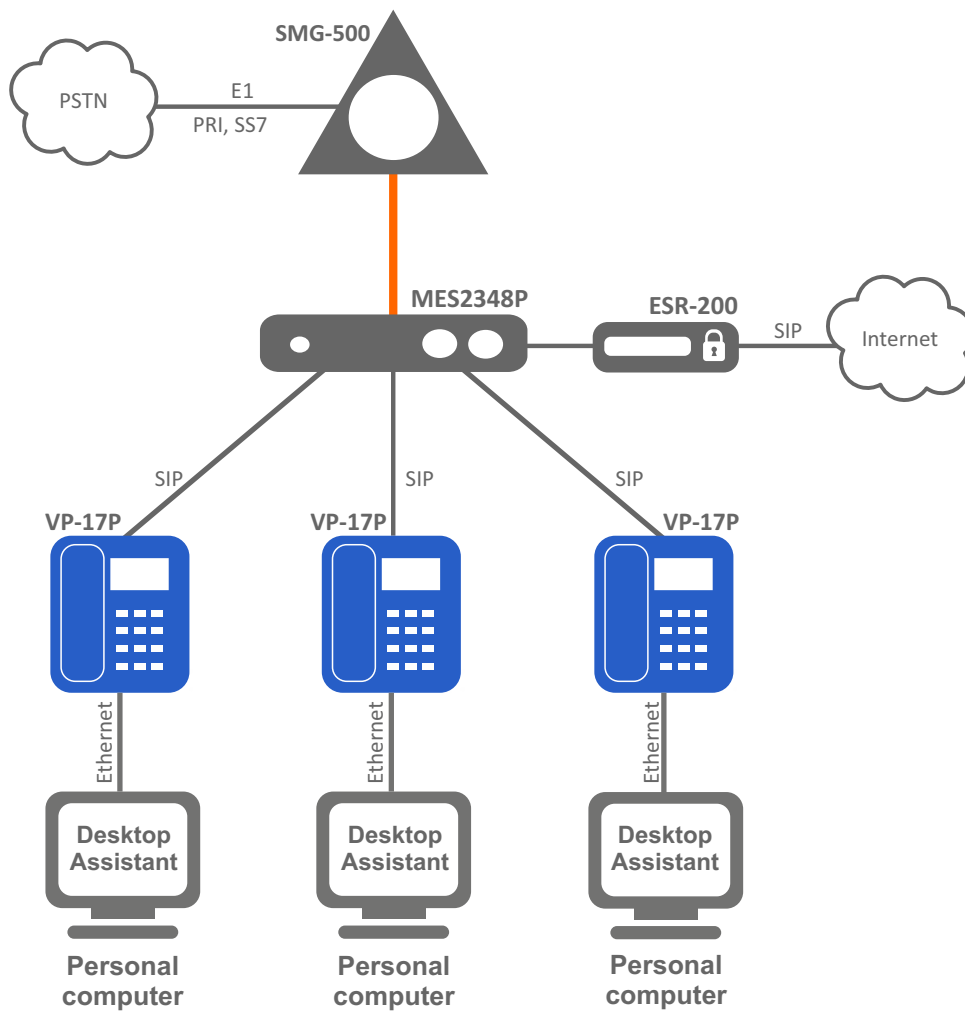 SMG-500
PSTN
E1
PRI, SS7
MES2348P
ESR-200
SIP
Internet
SIP
SIP
SIP
VP-17P
VP-17P
VP-17P
Ethernet
Ethernet
Ethernet
Desktop
Assistant
Desktop
Assistant
Desktop
Assistant
Personal
computer
Personal
computer
Personal
computer